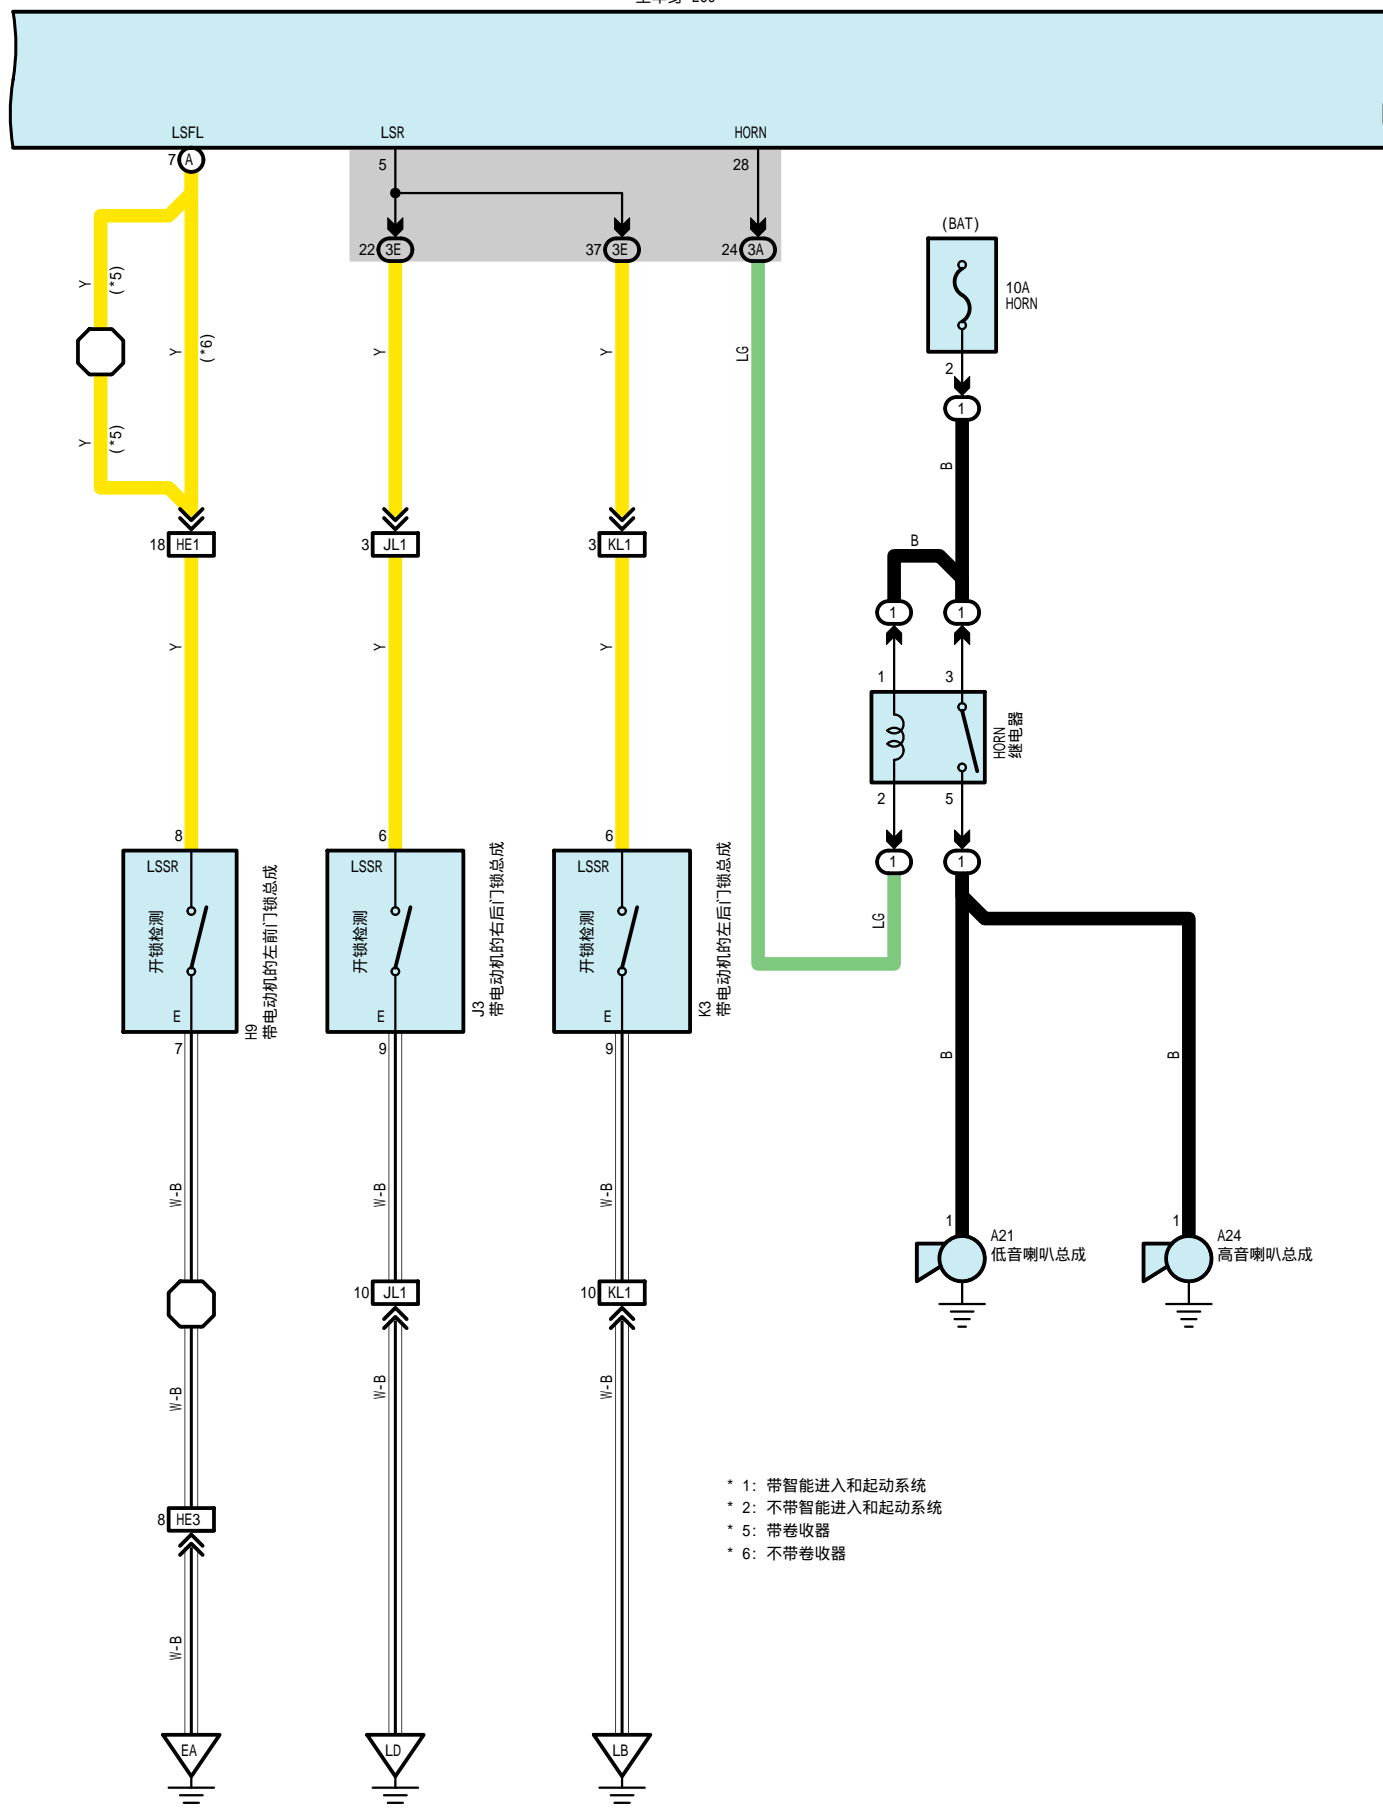 LSFL
LSR
HORN
7 A
5
28
22 3E
37 3E
24 3A
(BAT)
10A
HORN
2
1
Y
(*5)
Y
(*6)
Y
Y
LG
Y
(*5)
B
B
18 HE1
3 JL1
3 KL1
1
1
Y
Y
Y
1
3
HORN
继电器
2
5
1
1
8
6
6
LSSR
开锁检测
E
H9
带电动机的左前门锁总成
LSSR
开锁检测
E
J3
带电动机的右后门锁总成
LSSR
开锁检测
E
K3
带电动机的左后门锁总成
LG
7
9
9
B
B
W-B
W-B
W-B
1
A21
低音喇叭总成
1
A24
高音喇叭总成
10 JL1
10 KL1
W-B
W-B
W-B
* 1: 带智能进入和起动系统
* 2: 不带智能进入和起动系统
* 5: 带卷收器
* 6: 不带卷收器
8 HE3
W-B
EA
LD
LB